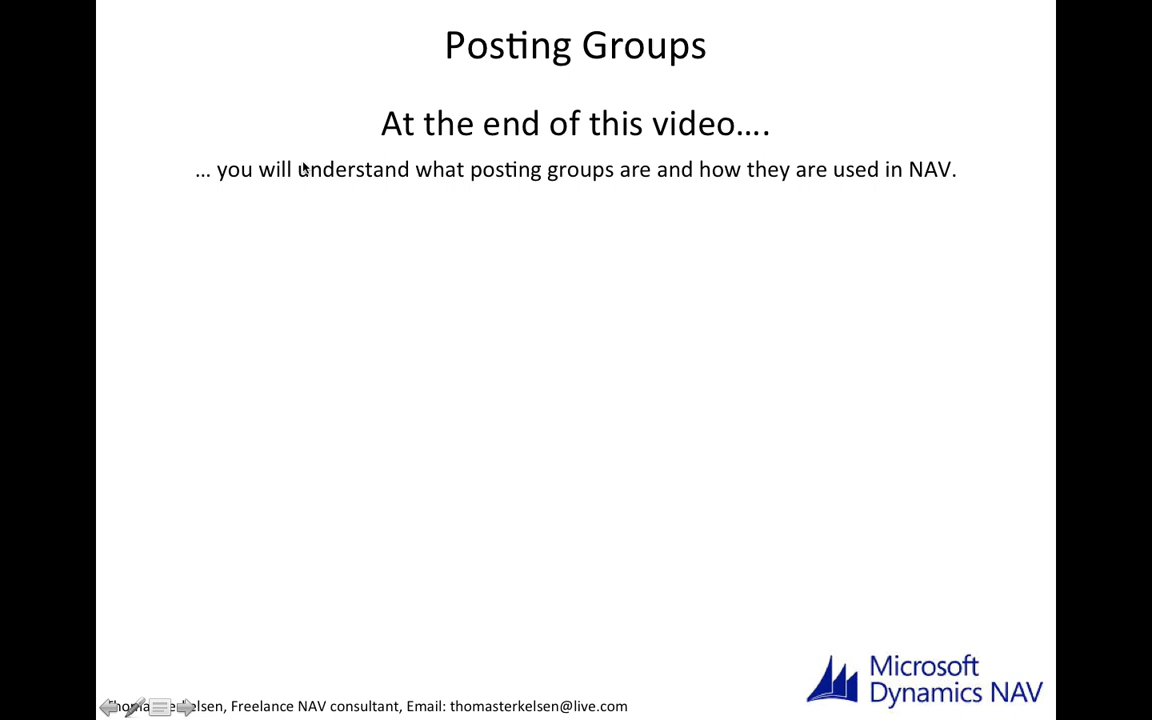 Posting Groups
At the end of this video….
… you will understand what posting groups are and how they are used in NAV.
Microsoft
Dynamics NAV
Freelance NAV consultant, Email: thomasterkelsen@live.com